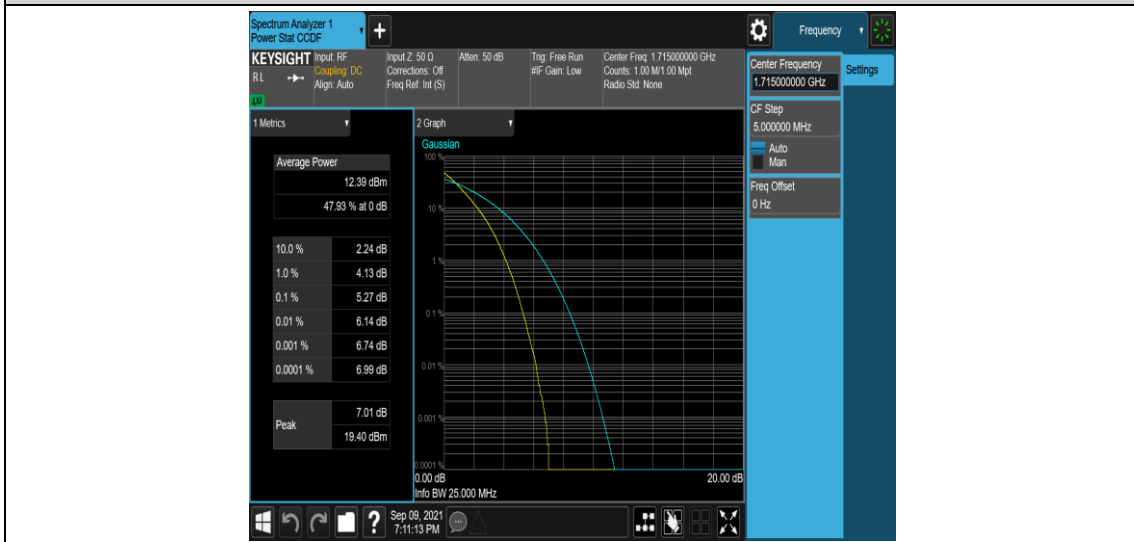 Spectrum Analyzer 1
Power Stat CCDF
+
Frequency
KEYSIGHT
Input: RF
Input Z: 50 Ω
Atten: 50 dB
Trig: Free Run
Center Freq: 1.715000000 GHz
RL
Coupling: DC
Corrections: Off
#IF Gain: Low
Counts: 1.00 M/1.00 Mpt
Align: Auto
Freq Ref: Int (S)
Radio Std: None
LXI
Center Frequency
1.715000000 GHz
Settings
CF Step
5.000000 MHz
Auto
Man
Freq Offset
0 Hz
1 Metrics
Average Power
12.39 dBm
47.93 % at 0 dB
10.0 % 2.24 dB
1.0 % 4.13 dB
0.1 % 5.27 dB
0.01 % 6.14 dB
0.001 % 6.74 dB
0.0001 % 6.99 dB
Peak
7.01 dB
19.40 dBm
2 Graph
Gaussian
100 %
10 %
1 %
0.1 %
0.01 %
0.001 %
0.0001 %
0.00 dB 20.00 dB
Info BW 25.000 MHz
?
Sep 09, 2021
7:11:13 PM